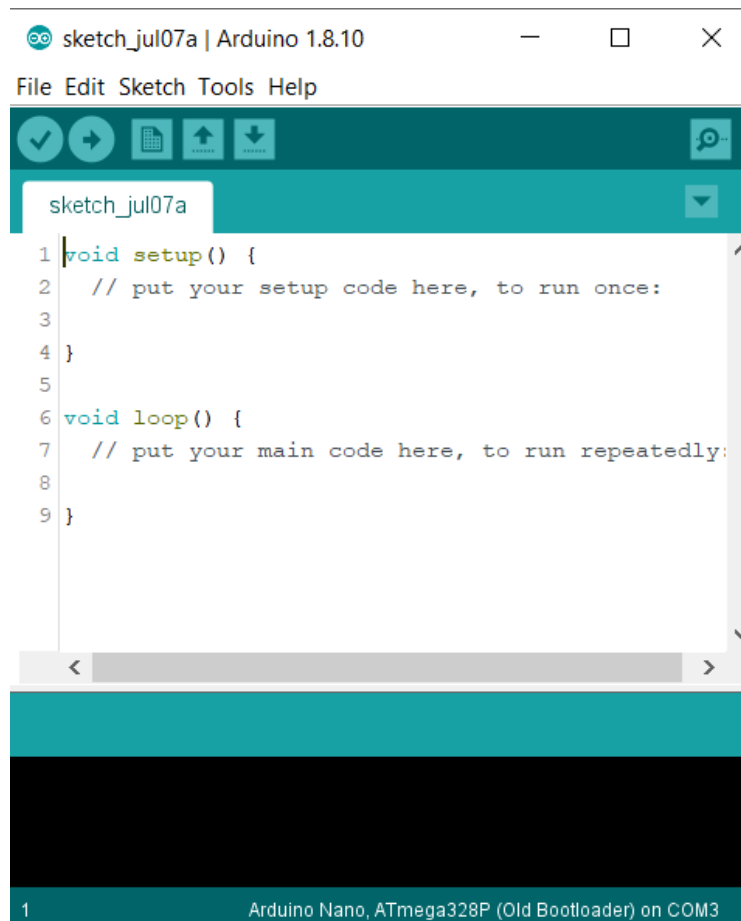 sketch_jul07a | Arduino 1.8.10
File Edit Sketch Tools Help
sketch_jul07a
1 void setup() {
2   // put your setup code here, to run once:
3
4 }
5
6 void loop() {
7   // put your main code here, to run repeatedly:
8
9 }
1 Arduino Nano, ATmega328P (Old Bootloader) on COM3